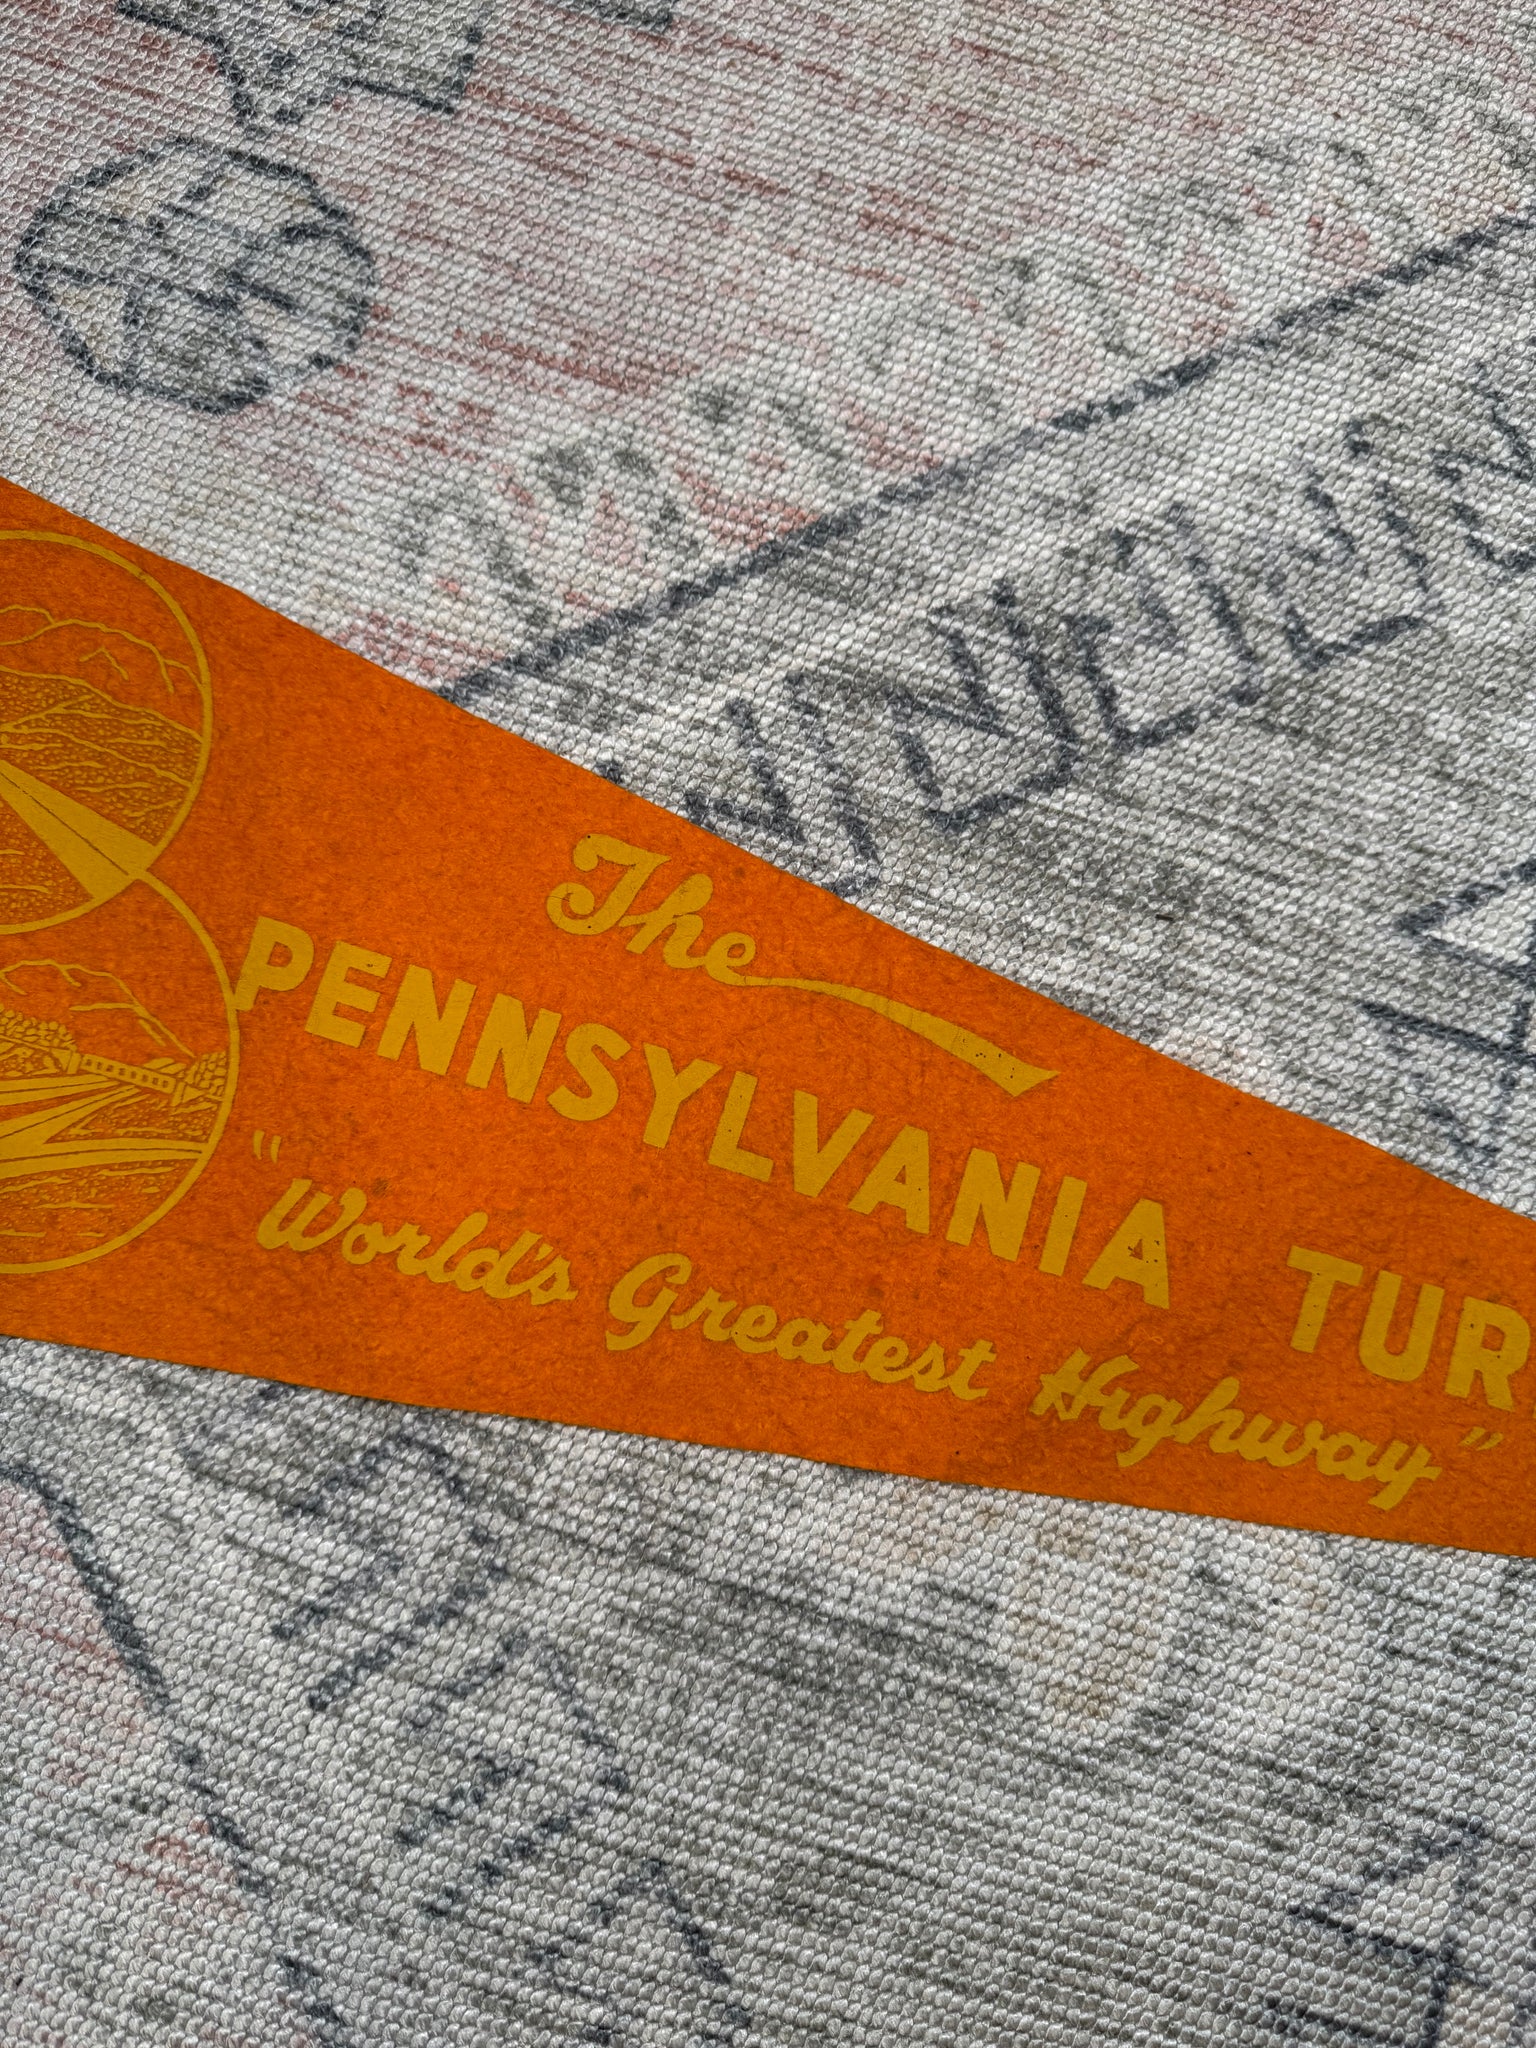 The
PENNSYLVANIA TUR
"World's Greatest Highway"